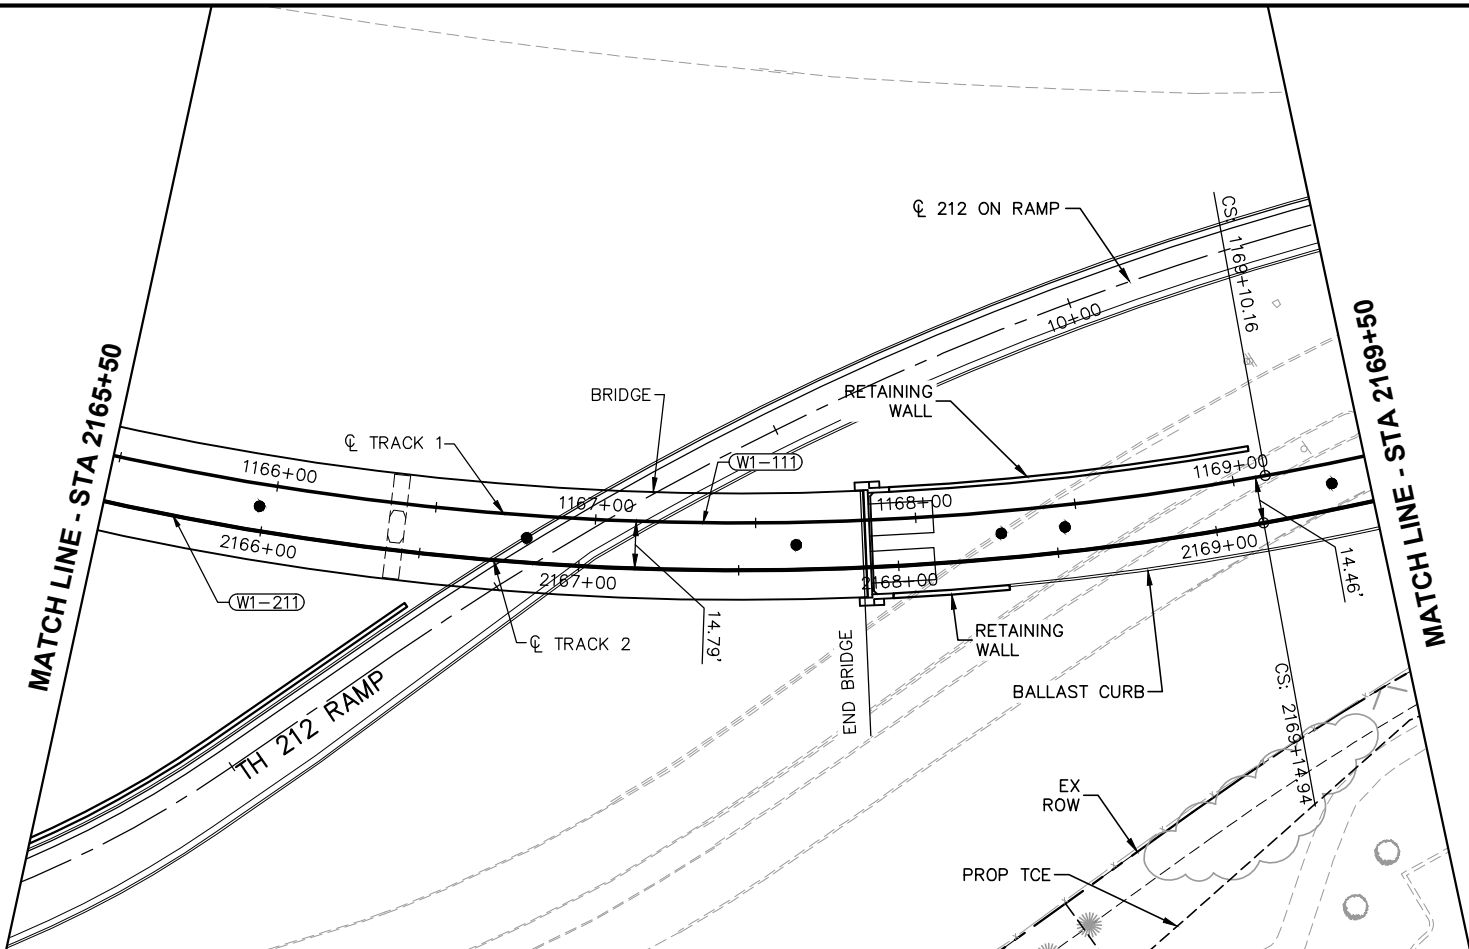 MATCH LINE - STA 2165+50
℄ 212 ON RAMP
CS: 1169+10.16
10+00
MATCH LINE - STA 2169+50
BRIDGE
RETAINING
WALL
℄ TRACK 1
W1-111
1166+00
1167+00
1168+00
1169+00
2166+00
2167+00
2168+00
2169+00
W1-211
14.79'
14.46'
℄ TRACK 2
RETAINING
WALL
END BRIDGE
BALLAST CURB
TH 212 RAMP
CS: 2169+14.94
EX
ROW
PROP TCE